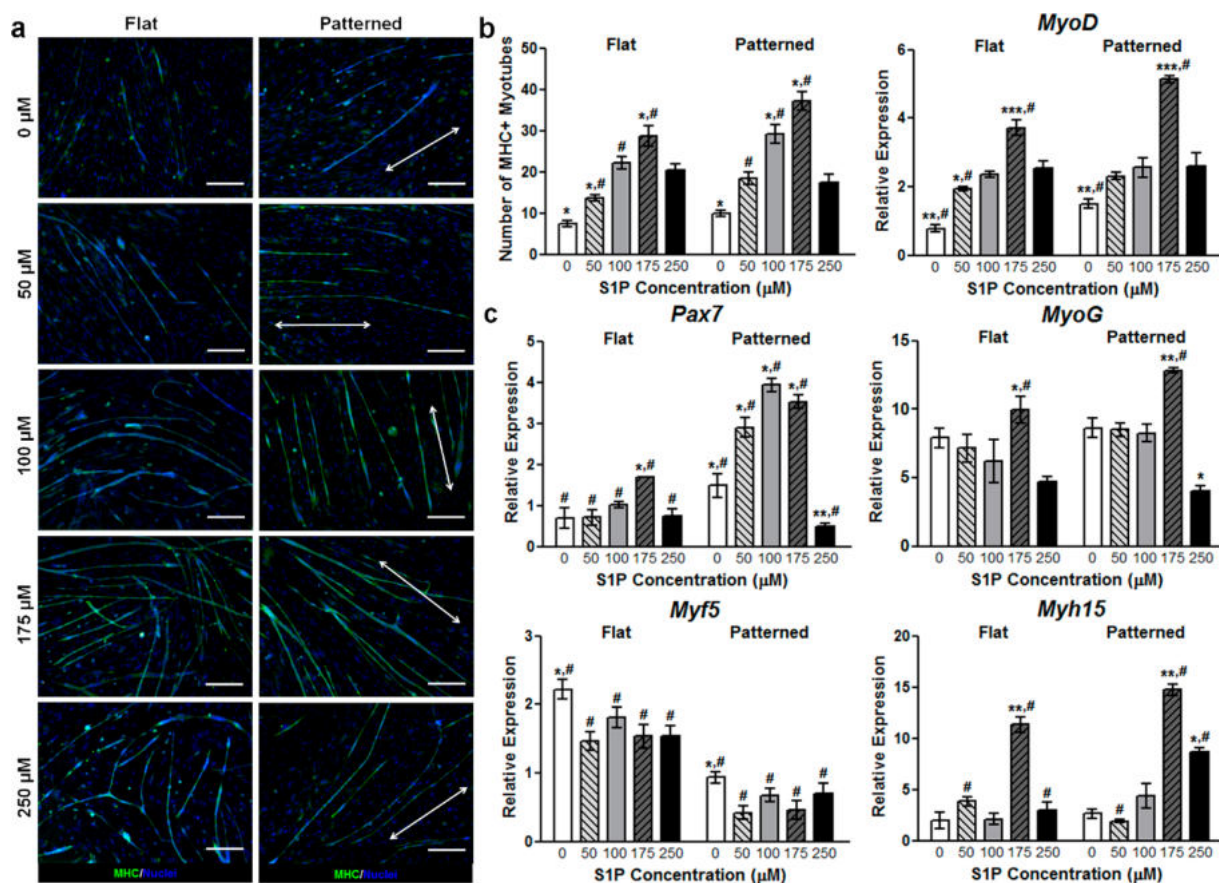 a
Flat
Patterned
0 µM
50 µM
100 µM
175 µM
250 µM
MHC/Nuclei
MHC/Nuclei
b
Flat
Patterned
Number of MHC+ Myotubes
50
40
30
20
10
0
*
*,#
#
*,#
*
#
*,#
*,#
0 50 100 175 250 0 50 100 175 250
S1P Concentration (µM)
MyoD
Flat
Patterned
Relative Expression
6
4
2
0
**,#
*,#
***,#
**,#
***,#
0 50 100 175 250 0 50 100 175 250
S1P Concentration (µM)
c
Pax7
Flat
Patterned
Relative Expression
5
4
3
2
1
0
#
#
#
*,#
#
*,#
*,#
*,#
*,#
**,#
0 50 100 175 250 0 50 100 175 250
S1P Concentration (µM)
MyoG
Flat
Patterned
Relative Expression
15
10
5
0
*,#
**,#
*
0 50 100 175 250 0 50 100 175 250
S1P Concentration (µM)
Myf5
Flat
Patterned
Relative Expression
3
2
1
0
*,#
#
#
#
#
*,#
#
#
#
#
0 50 100 175 250 0 50 100 175 250
S1P Concentration (µM)
Myh15
Flat
Patterned
Relative Expression
20
15
10
5
0
#
**,#
#
#
**,#
*,#
0 50 100 175 250 0 50 100 175 250
S1P Concentration (µM)